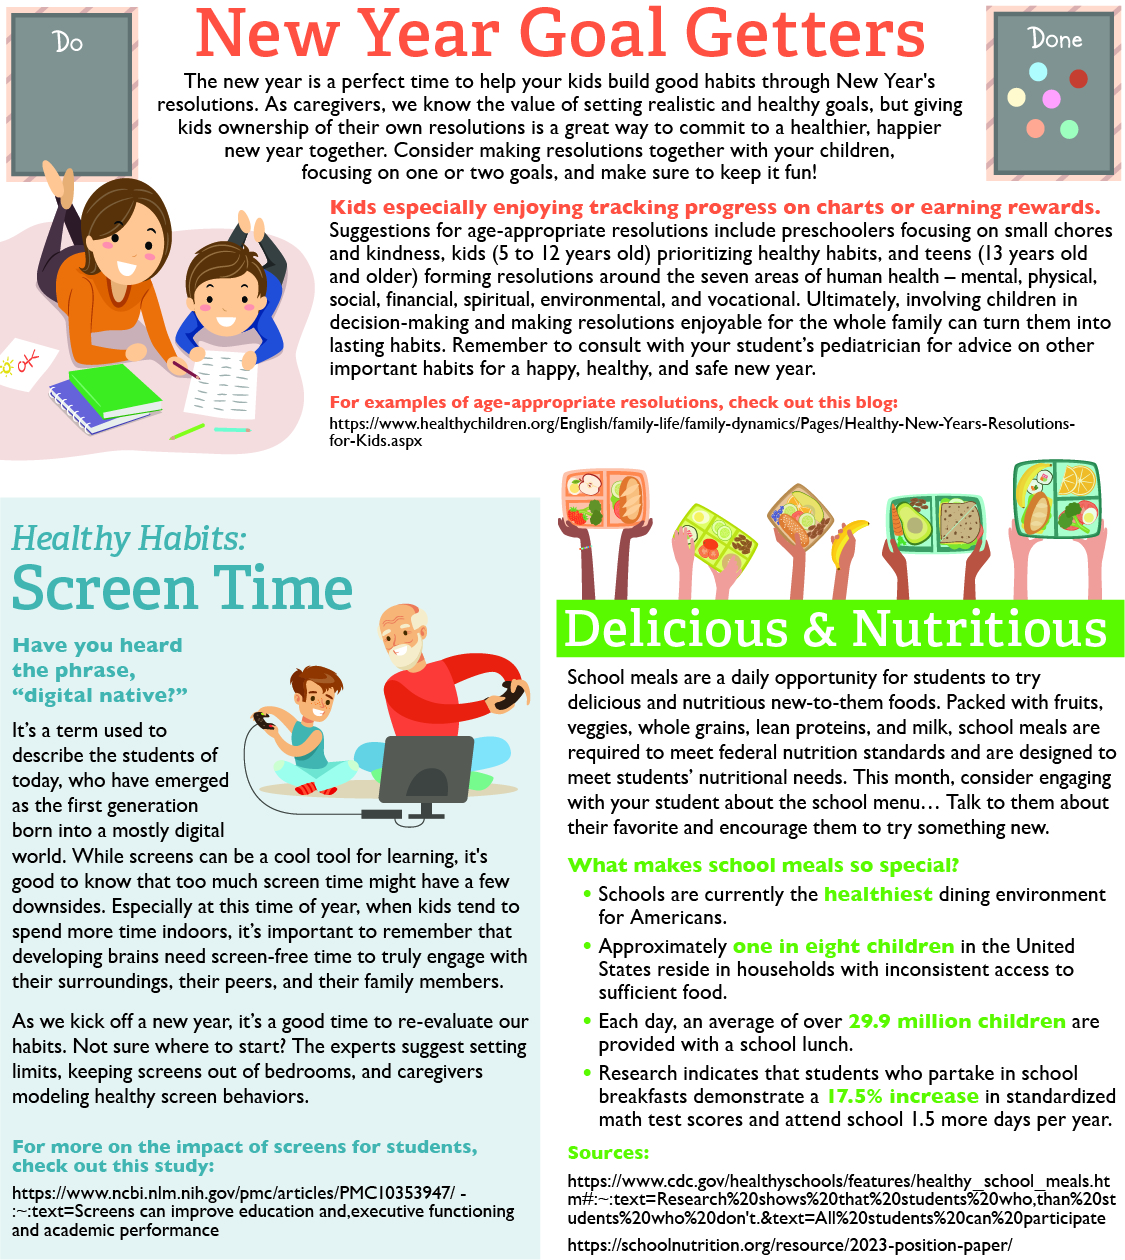 Do
New Year Goal Getters
Done
The new year is a perfect time to help your kids build good habits through New Year's
resolutions. As caregivers, we know the value of setting realistic and healthy goals, but giving
kids ownership of their own resolutions is a great way to commit to a healthier, happier
new year together. Consider making resolutions together with your children,
focusing on one or two goals, and make sure to keep it fun!
Kids especially enjoying tracking progress on charts or earning rewards.
Suggestions for age-appropriate resolutions include preschoolers focusing on small chores
and kindness, kids (5 to 12 years old) prioritizing healthy habits, and teens (13 years old
and older) forming resolutions around the seven areas of human health – mental, physical,
social, financial, spiritual, environmental, and vocational. Ultimately, involving children in
decision-making and making resolutions enjoyable for the whole family can turn them into
lasting habits. Remember to consult with your student's pediatrician for advice on other
important habits for a happy, healthy, and safe new year.
For examples of age-appropriate resolutions, check out this blog:
https://www.healthychildren.org/English/family-life/family-dynamics/Pages/Healthy-New-Years-Resolutions-
for-Kids.aspx
Healthy Habits:
Screen Time
Have you heard
the phrase,
“digital native?”
It's a term used to
describe the students of
today, who have emerged
as the first generation
born into a mostly digital
world. While screens can be a cool tool for learning, it's
good to know that too much screen time might have a few
downsides. Especially at this time of year, when kids tend to
spend more time indoors, it's important to remember that
developing brains need screen-free time to truly engage with
their surroundings, their peers, and their family members.
As we kick off a new year, it's a good time to re-evaluate our
habits. Not sure where to start? The experts suggest setting
limits, keeping screens out of bedrooms, and caregivers
modeling healthy screen behaviors.
For more on the impact of screens for students,
check out this study:
https://www.ncbi.nlm.nih.gov/pmc/articles/PMC10353947/ -
:~:text=Screens can improve education and,executive functioning
and academic performance
Delicious & Nutritious
School meals are a daily opportunity for students to try
delicious and nutritious new-to-them foods. Packed with fruits,
veggies, whole grains, lean proteins, and milk, school meals are
required to meet federal nutrition standards and are designed to
meet students' nutritional needs. This month, consider engaging
with your student about the school menu… Talk to them about
their favorite and encourage them to try something new.
What makes school meals so special?
• Schools are currently the healthiest dining environment
for Americans.
• Approximately one in eight children in the United
States reside in households with inconsistent access to
sufficient food.
• Each day, an average of over 29.9 million children are
provided with a school lunch.
• Research indicates that students who partake in school
breakfasts demonstrate a 17.5% increase in standardized
math test scores and attend school 1.5 more days per year.
Sources:
https://www.cdc.gov/healthyschools/features/healthy_school_meals.ht
m#:~:text=Research%20shows%20that%20students%20who,than%20st
udents%20who%20don't.&text=All%20students%20can%20participate
https://schoolnutrition.org/resource/2023-position-paper/